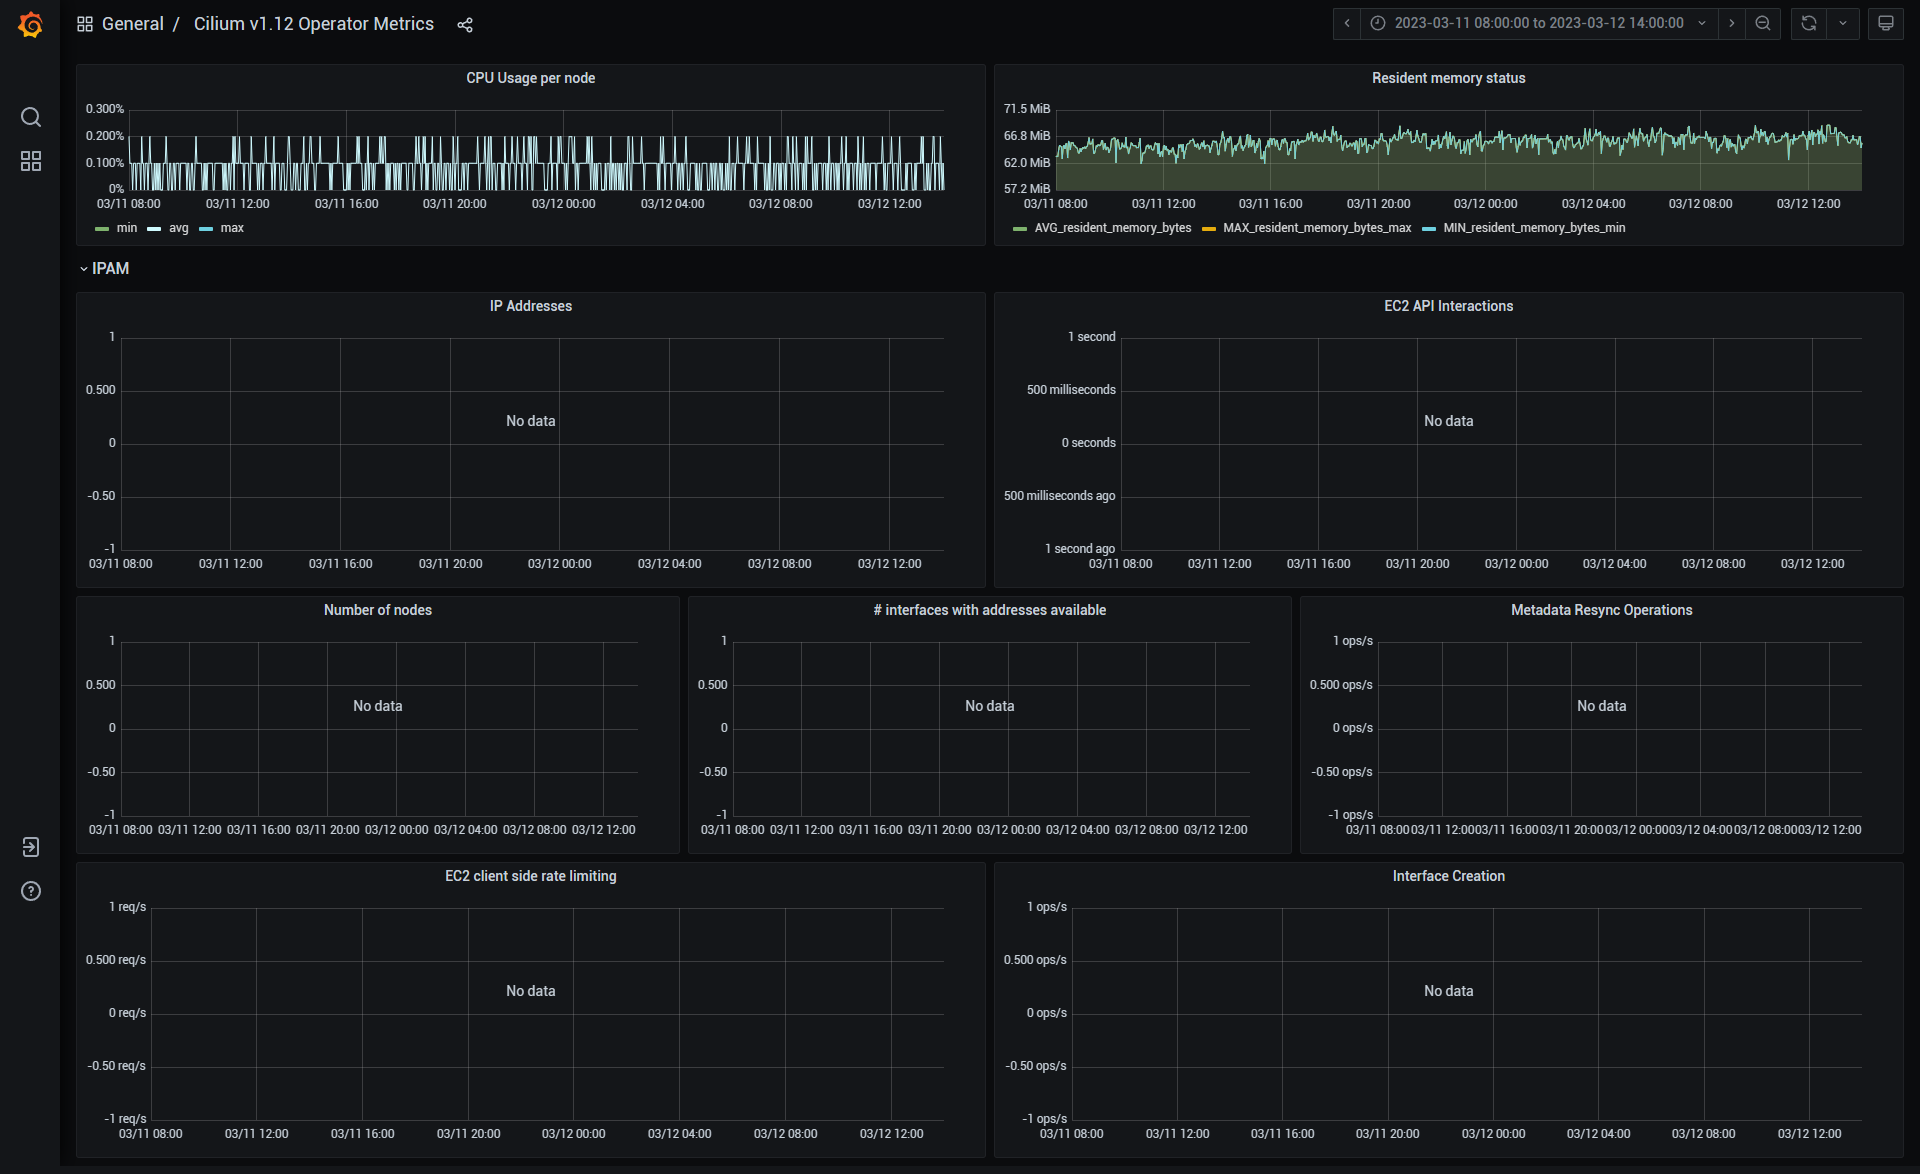 General / Cilium v1.12 Operator Metrics
2023-03-11 08:00:00 to 2023-03-12 14:00:00
CPU Usage per node
0.300%
0.200%
0.100%
0%
03/11 08:00 03/11 12:00 03/11 16:00 03/11 20:00 03/12 00:00 03/12 04:00 03/12 08:00 03/12 12:00
min avg max
Resident memory status
71.5 MiB
66.8 MiB
62.0 MiB
57.2 MiB
03/11 08:00 03/11 12:00 03/11 16:00 03/11 20:00 03/12 00:00 03/12 04:00 03/12 08:00 03/12 12:00
AVG_resident_memory_bytes MAX_resident_memory_bytes_max MIN_resident_memory_bytes_min
IPAM
IP Addresses
1
0.500
0
-0.50
-1
03/11 08:00 03/11 12:00 03/11 16:00 03/11 20:00 03/12 00:00 03/12 04:00 03/12 08:00 03/12 12:00
No data
EC2 API Interactions
1 second
500 milliseconds
0 seconds
500 milliseconds ago
1 second ago
03/11 08:00 03/11 12:00 03/11 16:00 03/11 20:00 03/12 00:00 03/12 04:00 03/12 08:00 03/12 12:00
No data
Number of nodes
1
0.500
0
-0.50
-1
03/11 08:00 03/11 12:00 03/11 16:00 03/11 20:00 03/12 00:00 03/12 04:00 03/12 08:00 03/12 12:00
No data
# interfaces with addresses available
1
0.500
0
-0.50
-1
03/11 08:00 03/11 12:00 03/11 16:00 03/11 20:00 03/12 00:00 03/12 04:00 03/12 08:00 03/12 12:00
No data
Metadata Resync Operations
1 ops/s
0.500 ops/s
0 ops/s
-0.50 ops/s
-1 ops/s
03/11 08:00 03/11 12:00 03/11 16:00 03/11 20:00 03/12 00:00 03/12 04:00 03/12 08:00 03/12 12:00
No data
EC2 client side rate limiting
1 req/s
0.500 req/s
0 req/s
-0.50 req/s
-1 req/s
03/11 08:00 03/11 12:00 03/11 16:00 03/11 20:00 03/12 00:00 03/12 04:00 03/12 08:00 03/12 12:00
No data
Interface Creation
1 ops/s
0.500 ops/s
0 ops/s
-0.50 ops/s
-1 ops/s
03/11 08:00 03/11 12:00 03/11 16:00 03/11 20:00 03/12 00:00 03/12 04:00 03/12 08:00 03/12 12:00
No data